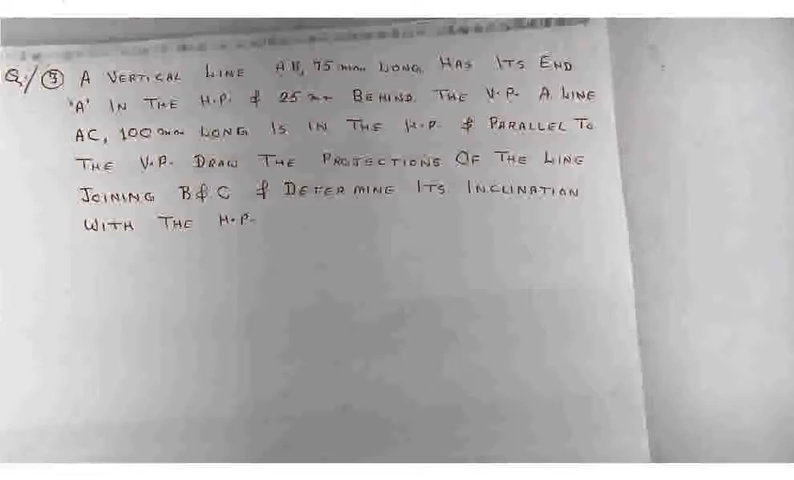 Q/ (5) A VERTICAL LINE AB, 75 mm LONG HAS ITS END
'A' IN THE H.P. & 25 mm BEHIND THE V.P. A LINE
AC, 100 mm LONG IS IN THE H.P. & PARALLEL TO
THE V.P. DRAW THE PROJECTIONS OF THE LINE
JOINING B & C & DETERMINE ITS INCLINATION
WITH THE H.P.